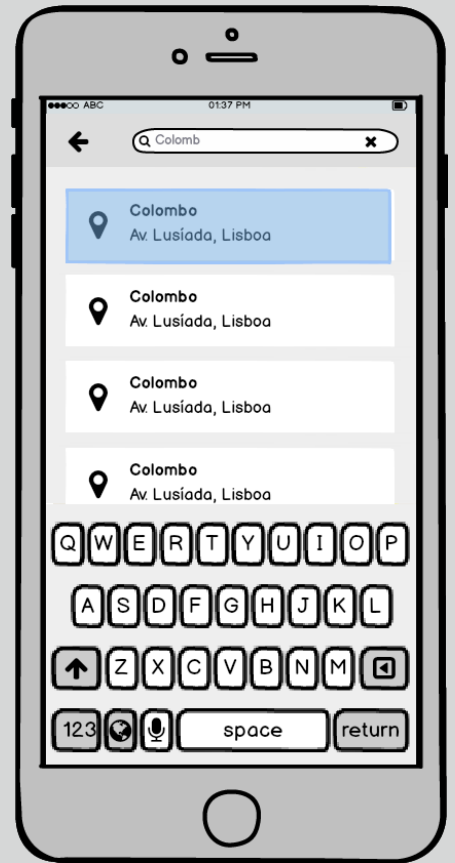 ABC 01:37 PM
Colomb
Colombo
Av. Lusíada, Lisboa
Colombo
Av. Lusíada, Lisboa
Colombo
Av. Lusíada, Lisboa
Colombo
Av. Lusíada, Lisboa
Q W E R T Y U I O P
A S D F G H J K L
Z X C V B N M
123 space return